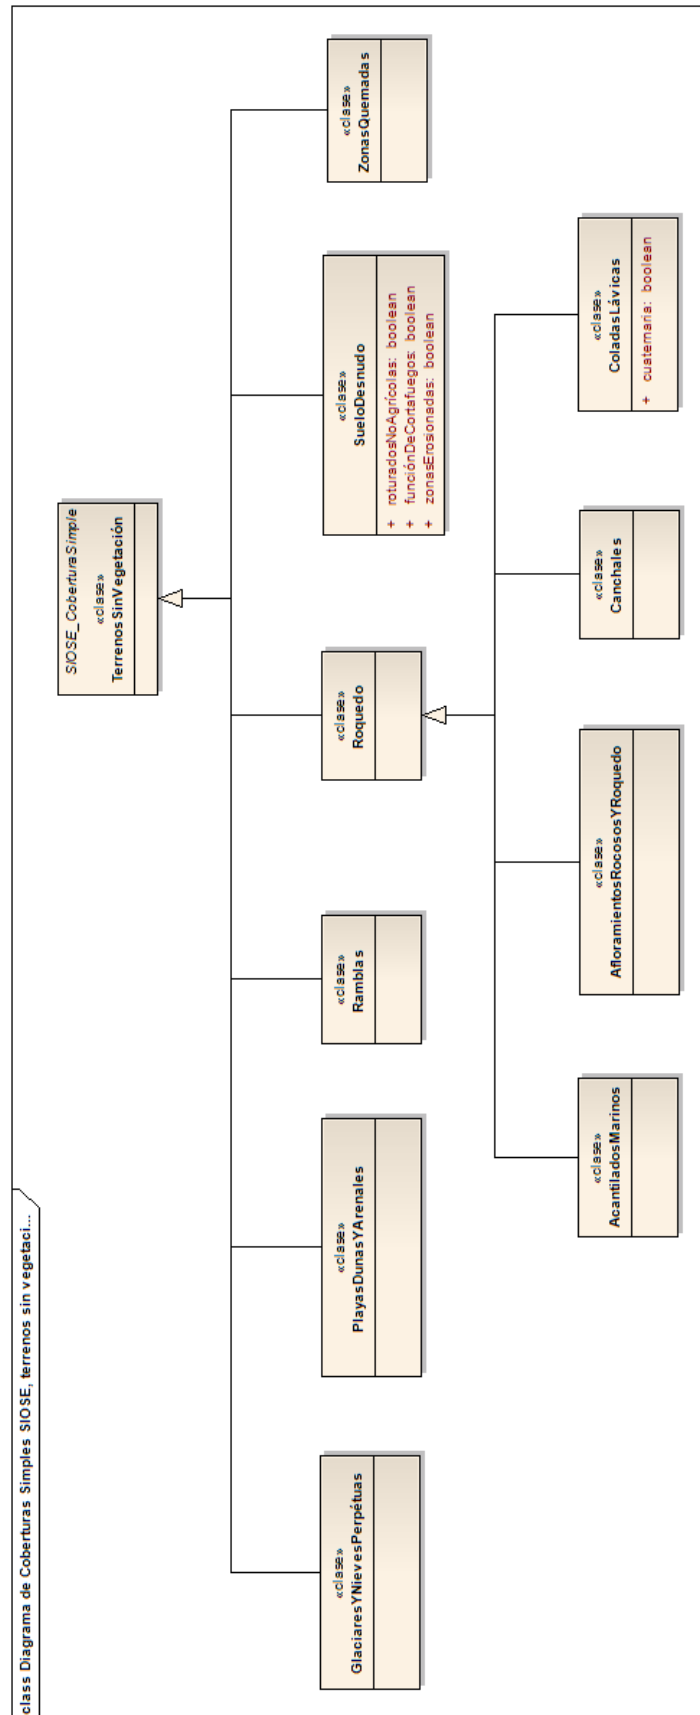 class Diagrama de Coberturas Simples SIOSE, terrenos sin vegetaci...
SIOSE_CoberturaSimple
«clase»
TerrenosSinVegetación
«clase»
GlaciaresYNievesPerpétuas
«clase»
PlayasDunasYArenales
«clase»
Ramblas
«clase»
Roquedo
«clase»
SueloDesnudo
+ roturadosNoAgrícolas: boolean
+ funciónDeCortafuegos: boolean
+ zonasErosionadas: boolean
«clase»
ZonasQuemadas
«clase»
AcantiladosMarinos
«clase»
AfloramientosRocososYRoquedo
«clase»
Canchales
«clase»
ColadasLávicas
+ cuaternaria: boolean